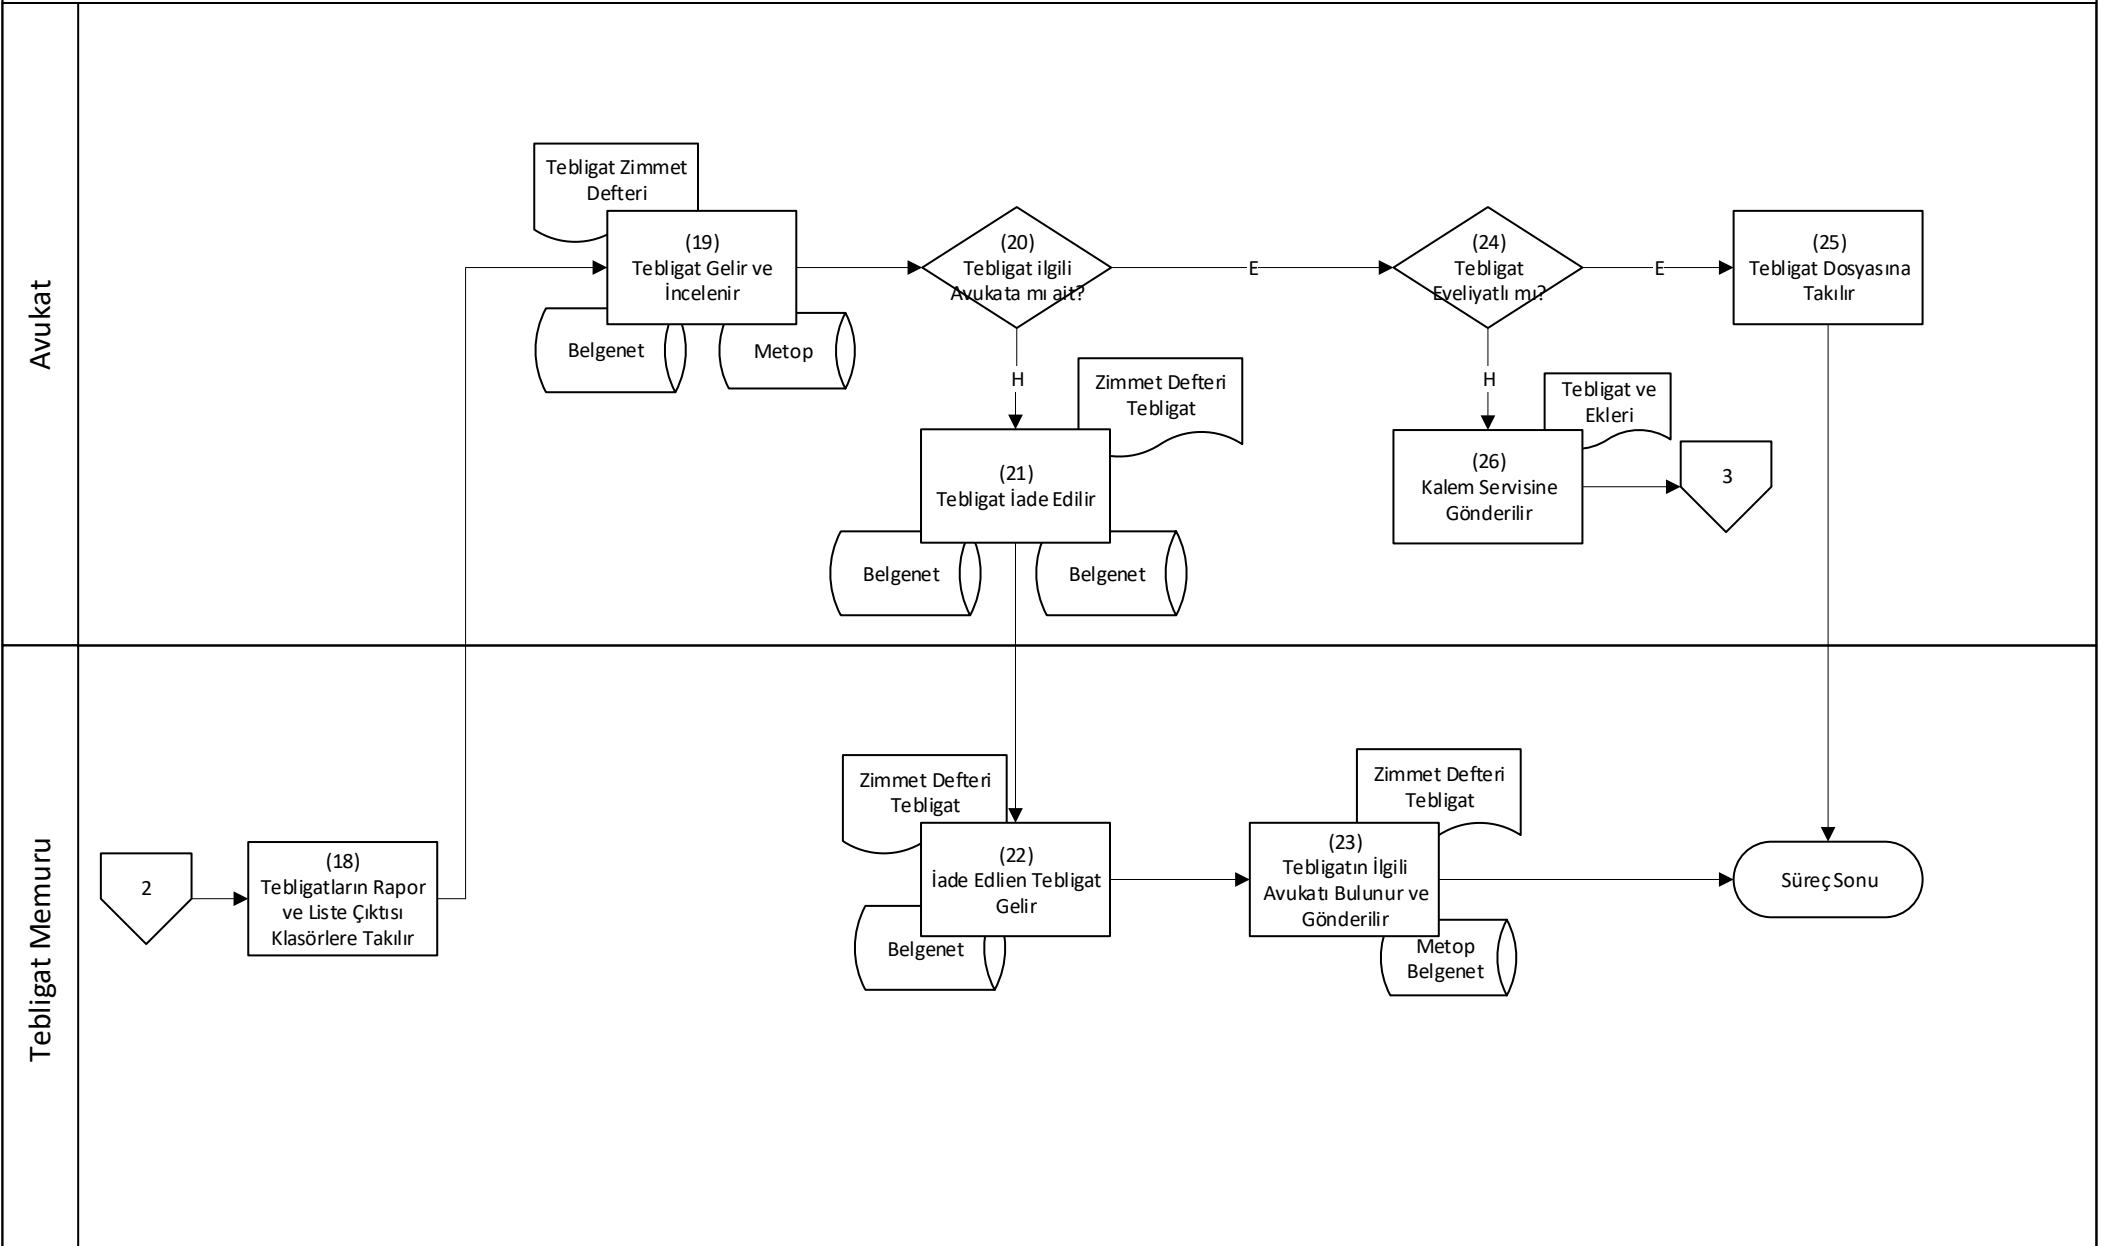 Avukat
Tebligat Zimmet
Defteri
(19)
Tebligat Gelir ve
İncelenir
Belgenet
Metop
(20)
Tebligat ilgili
Avukata mı ait?
E
H
(24)
Tebligat
Eveliyatlı mı?
E
H
(25)
Tebligat Dosyasına
Takılır
Zimmet Defteri
Tebligat
(21)
Tebligat İade Edilir
Belgenet
Belgenet
Tebligat ve
Ekleri
(26)
Kalem Servisine
Gönderilir
3
Tebligat Memuru
2
(18)
Tebligatların Rapor
ve Liste Çıktısı
Klasörlere Takılır
Zimmet Defteri
Tebligat
(22)
İade Edlien Tebligat
Gelir
Belgenet
Zimmet Defteri
Tebligat
(23)
Tebligatın İlgili
Avukatı Bulunur ve
Gönderilir
Metop
Belgenet
Süreç Sonu